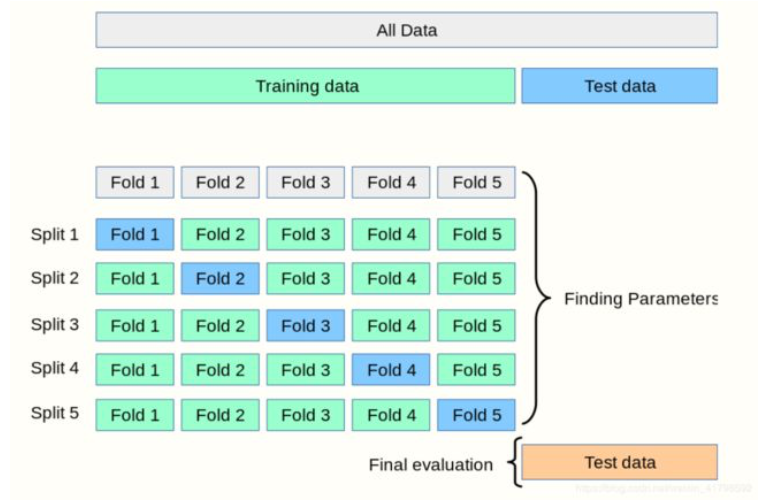 All Data
Training data Test data
Fold 1 Fold 2 Fold 3 Fold 4 Fold 5
Split 1 Fold 1 Fold 2 Fold 3 Fold 4 Fold 5
Split 2 Fold 1 Fold 2 Fold 3 Fold 4 Fold 5
Finding Parameters
Split 3 Fold 1 Fold 2 Fold 3 Fold 4 Fold 5
Split 4 Fold 1 Fold 2 Fold 3 Fold 4 Fold 5
Split 5 Fold 1 Fold 2 Fold 3 Fold 4 Fold 5
Final evaluation Test data